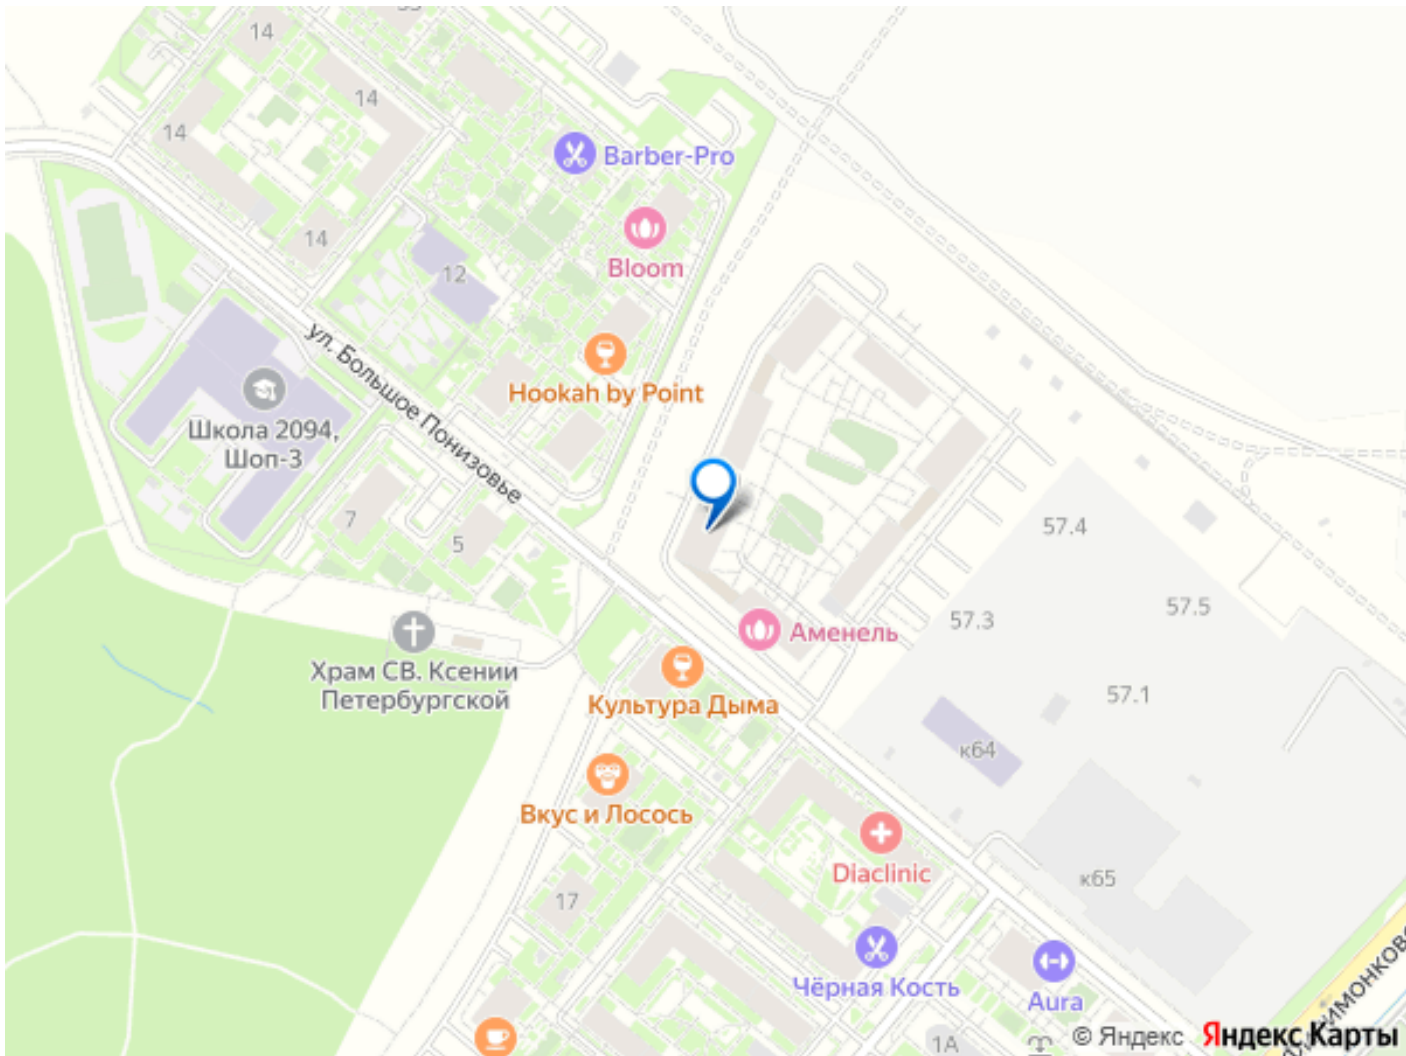 14
14
14
Barber-Pro
14
Bloom
12
ул. Большое Понизовье
Hookah by Point
Школа 2094,
Шоп-3
7
5
57.4
57.5
57.3
Аменель
Храм СВ. Ксении
Петербургской
57.1
Культура Дыма
к64
Вкус и Лосось
Diaclinic
к65
17
Чёрная Кость
Aura
1А
© Яндекс
Яндекс Карты